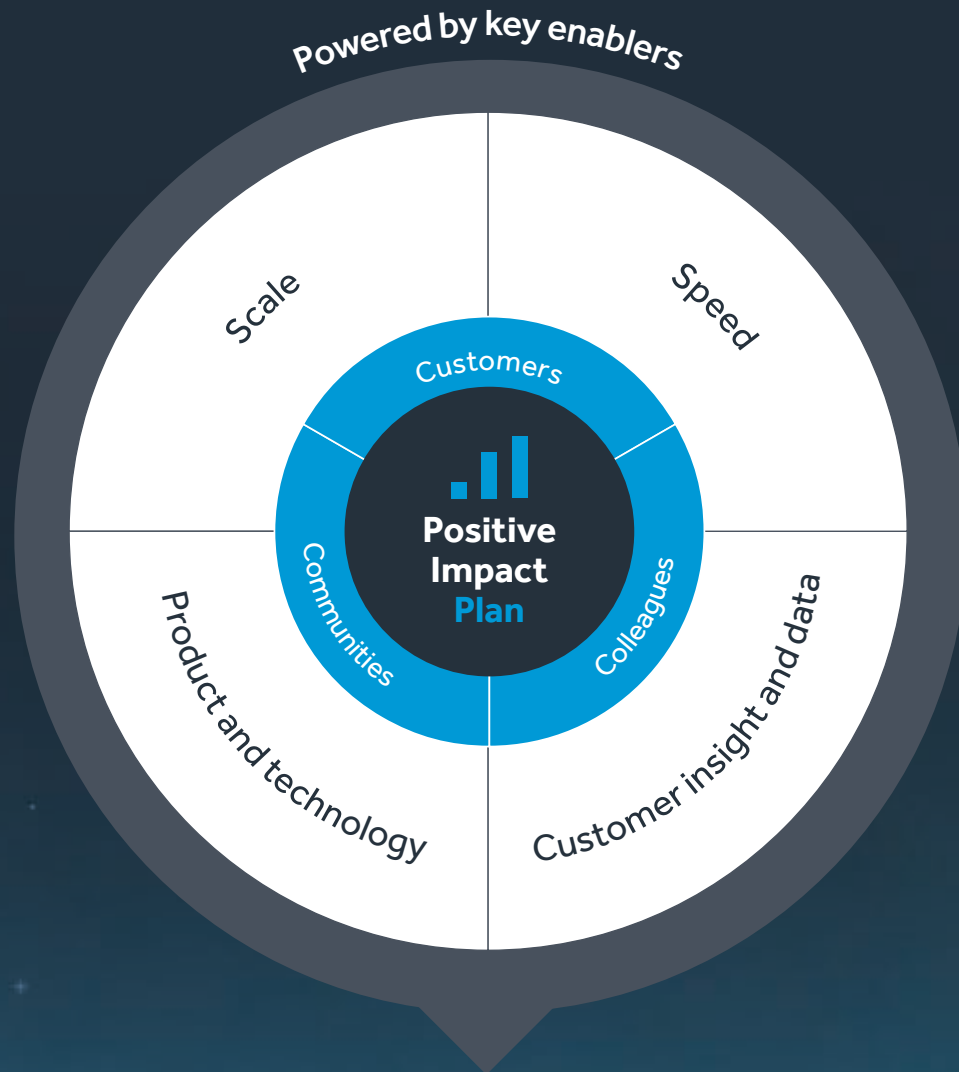 Powered by key enablers
Scale
Speed
Customers
Positive
Impact
Plan
Communities
Colleagues
Product and technology
Customer insight and data